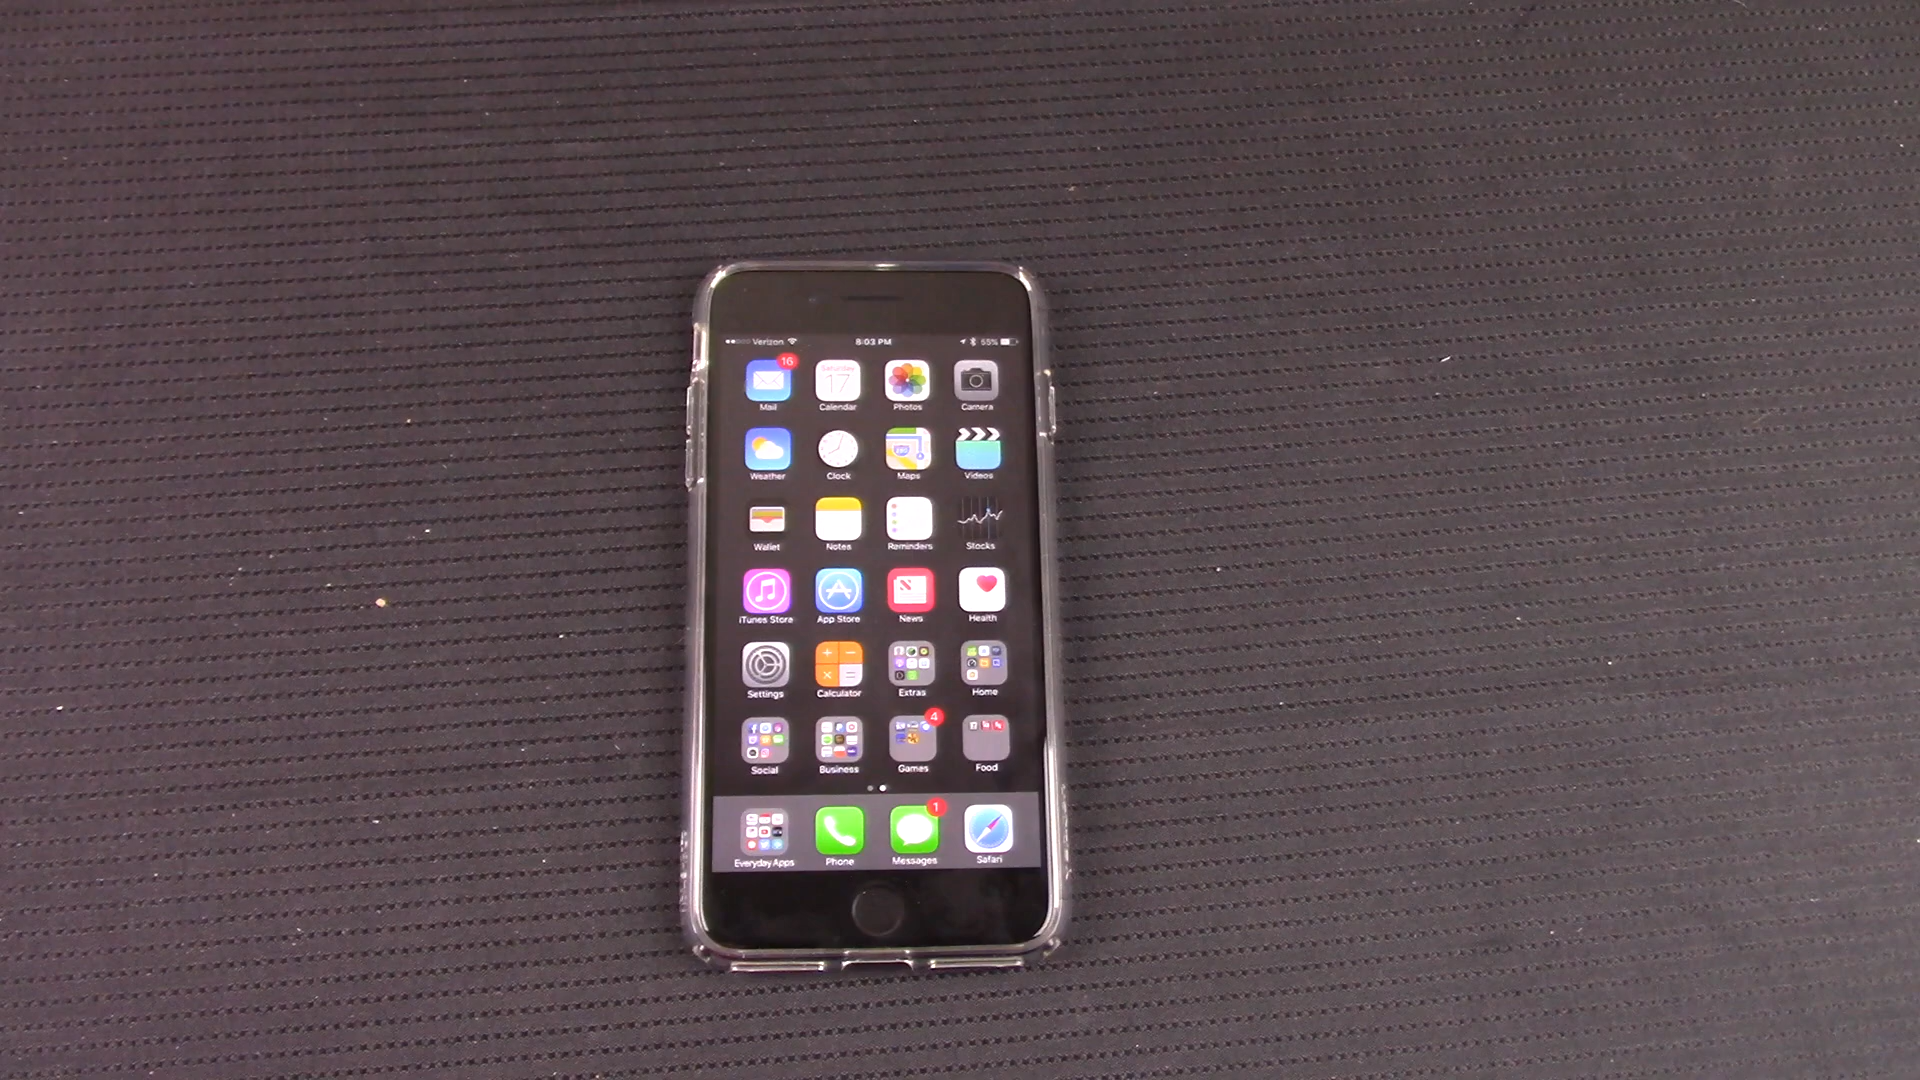 Verizon 8:03 PM 55%
16
Saturday
17
Mail Calendar Photos Camera
280
Weather Clock Maps Videos
Wallet Notes Reminders Stocks
iTunes Store App Store News Health
Settings Calculator Extras Home
4
Social Business Games Food
1
Everyday Apps Phone Messages Safari